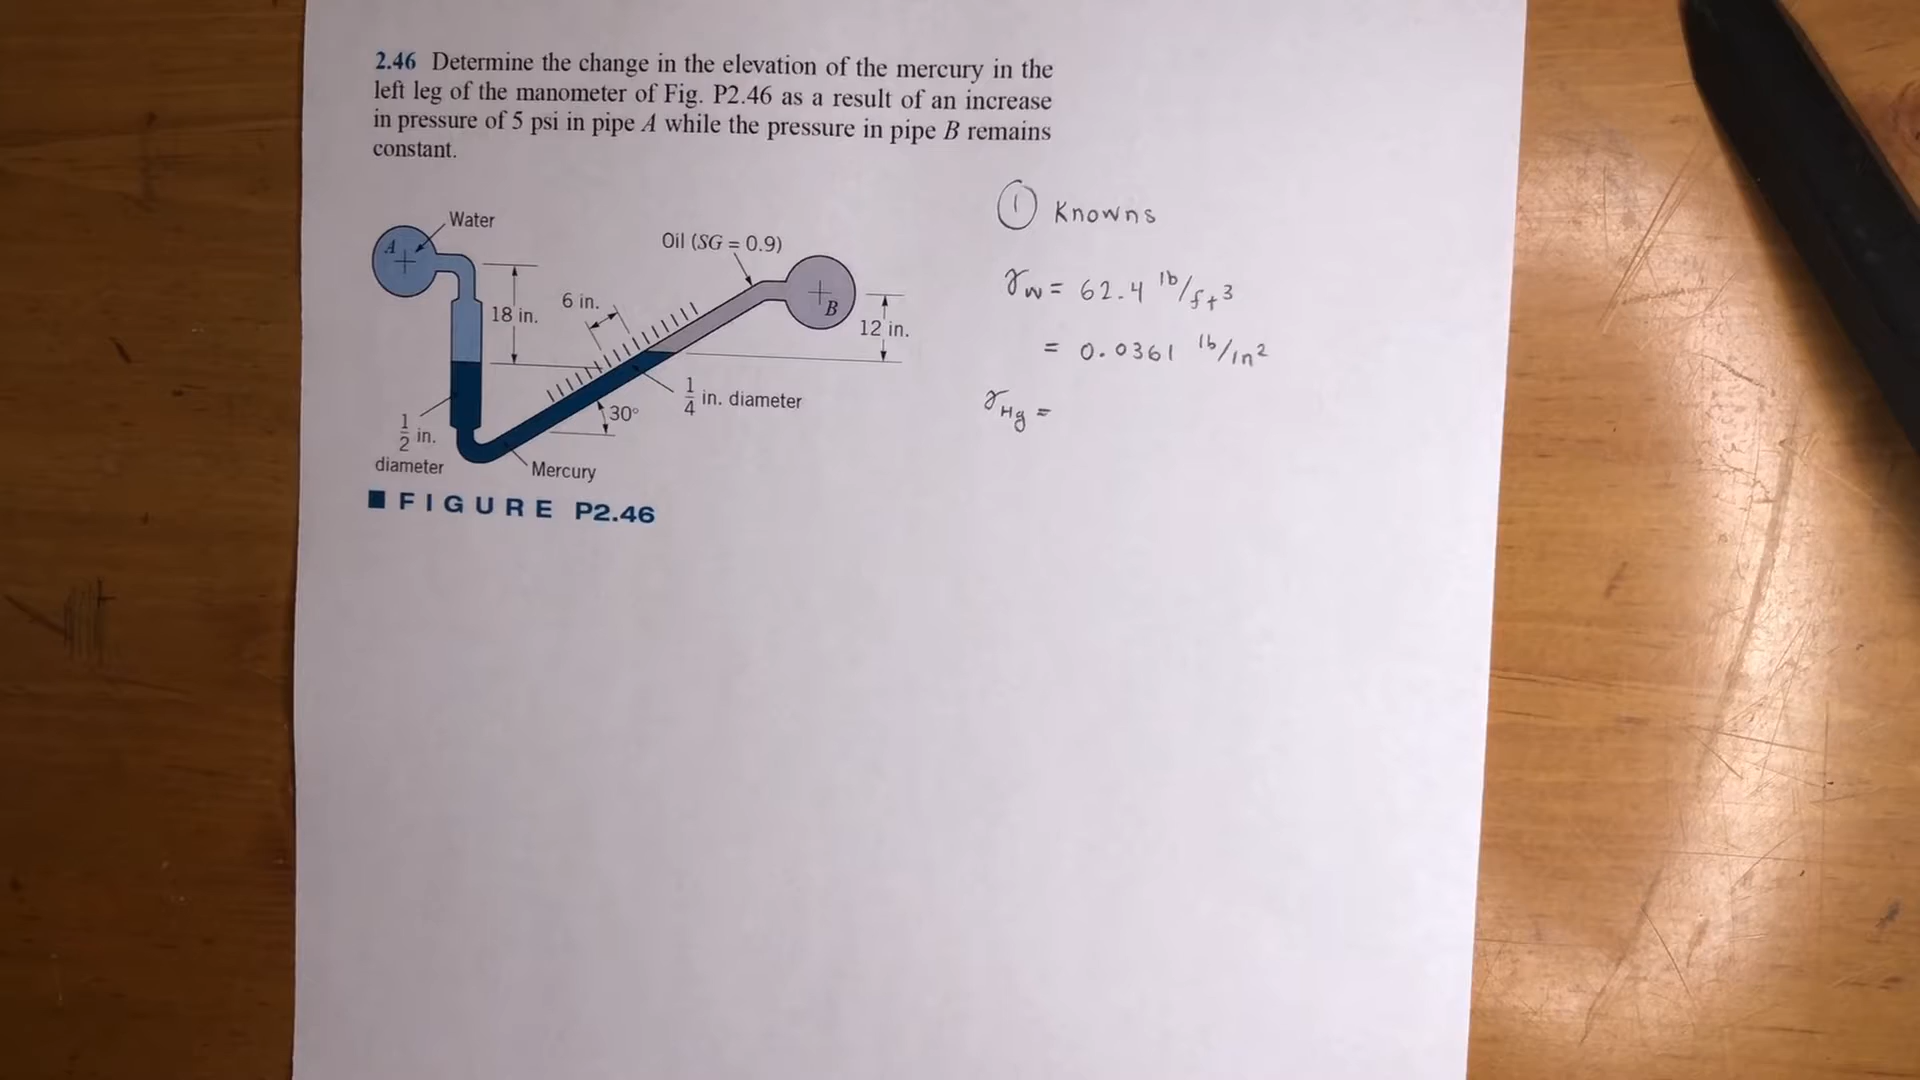 2.46 Determine the change in the elevation of the mercury in the
left leg of the manometer of Fig. P2.46 as a result of an increase
in pressure of 5 psi in pipe A while the pressure in pipe B remains
constant.
① Knowns
Water
A
Oil (SG = 0.9)
B
6 in.
18 in.
12 in.
γw = 62.4 lb/ft³
= 0.0361 lb/in²
γHg =
1/4 in. diameter
30°
1/2 in.
diameter
Mercury
■ FIGURE P2.46